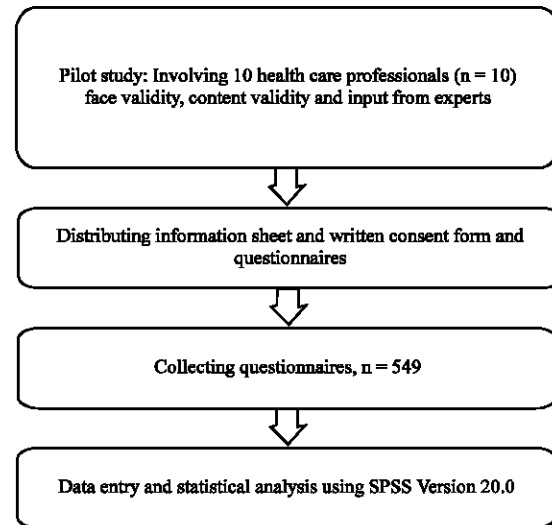 Pilot study: Involving 10 health care professionals (n = 10)
face validity, content validity and input from experts
Distributing information sheet and written consent form and
questionnaires
Collecting questionnaires, n = 549
Data entry and statistical analysis using SPSS Version 20.0